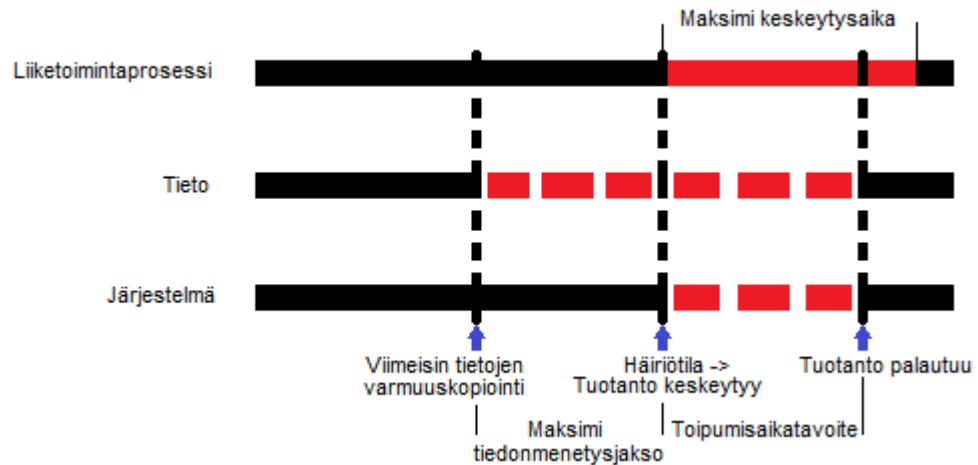 Maksimi keskeytysaika
Liiketoimintaprosessi
Tieto
Järjestelmä
Viimeisin tietojen
varmuuskopiointi
Häiriötila ->
Tuotanto keskeytyy
Tuotanto palautuu
Maksimi
tiedonmenetysjakso
Toipumisaikatavoite